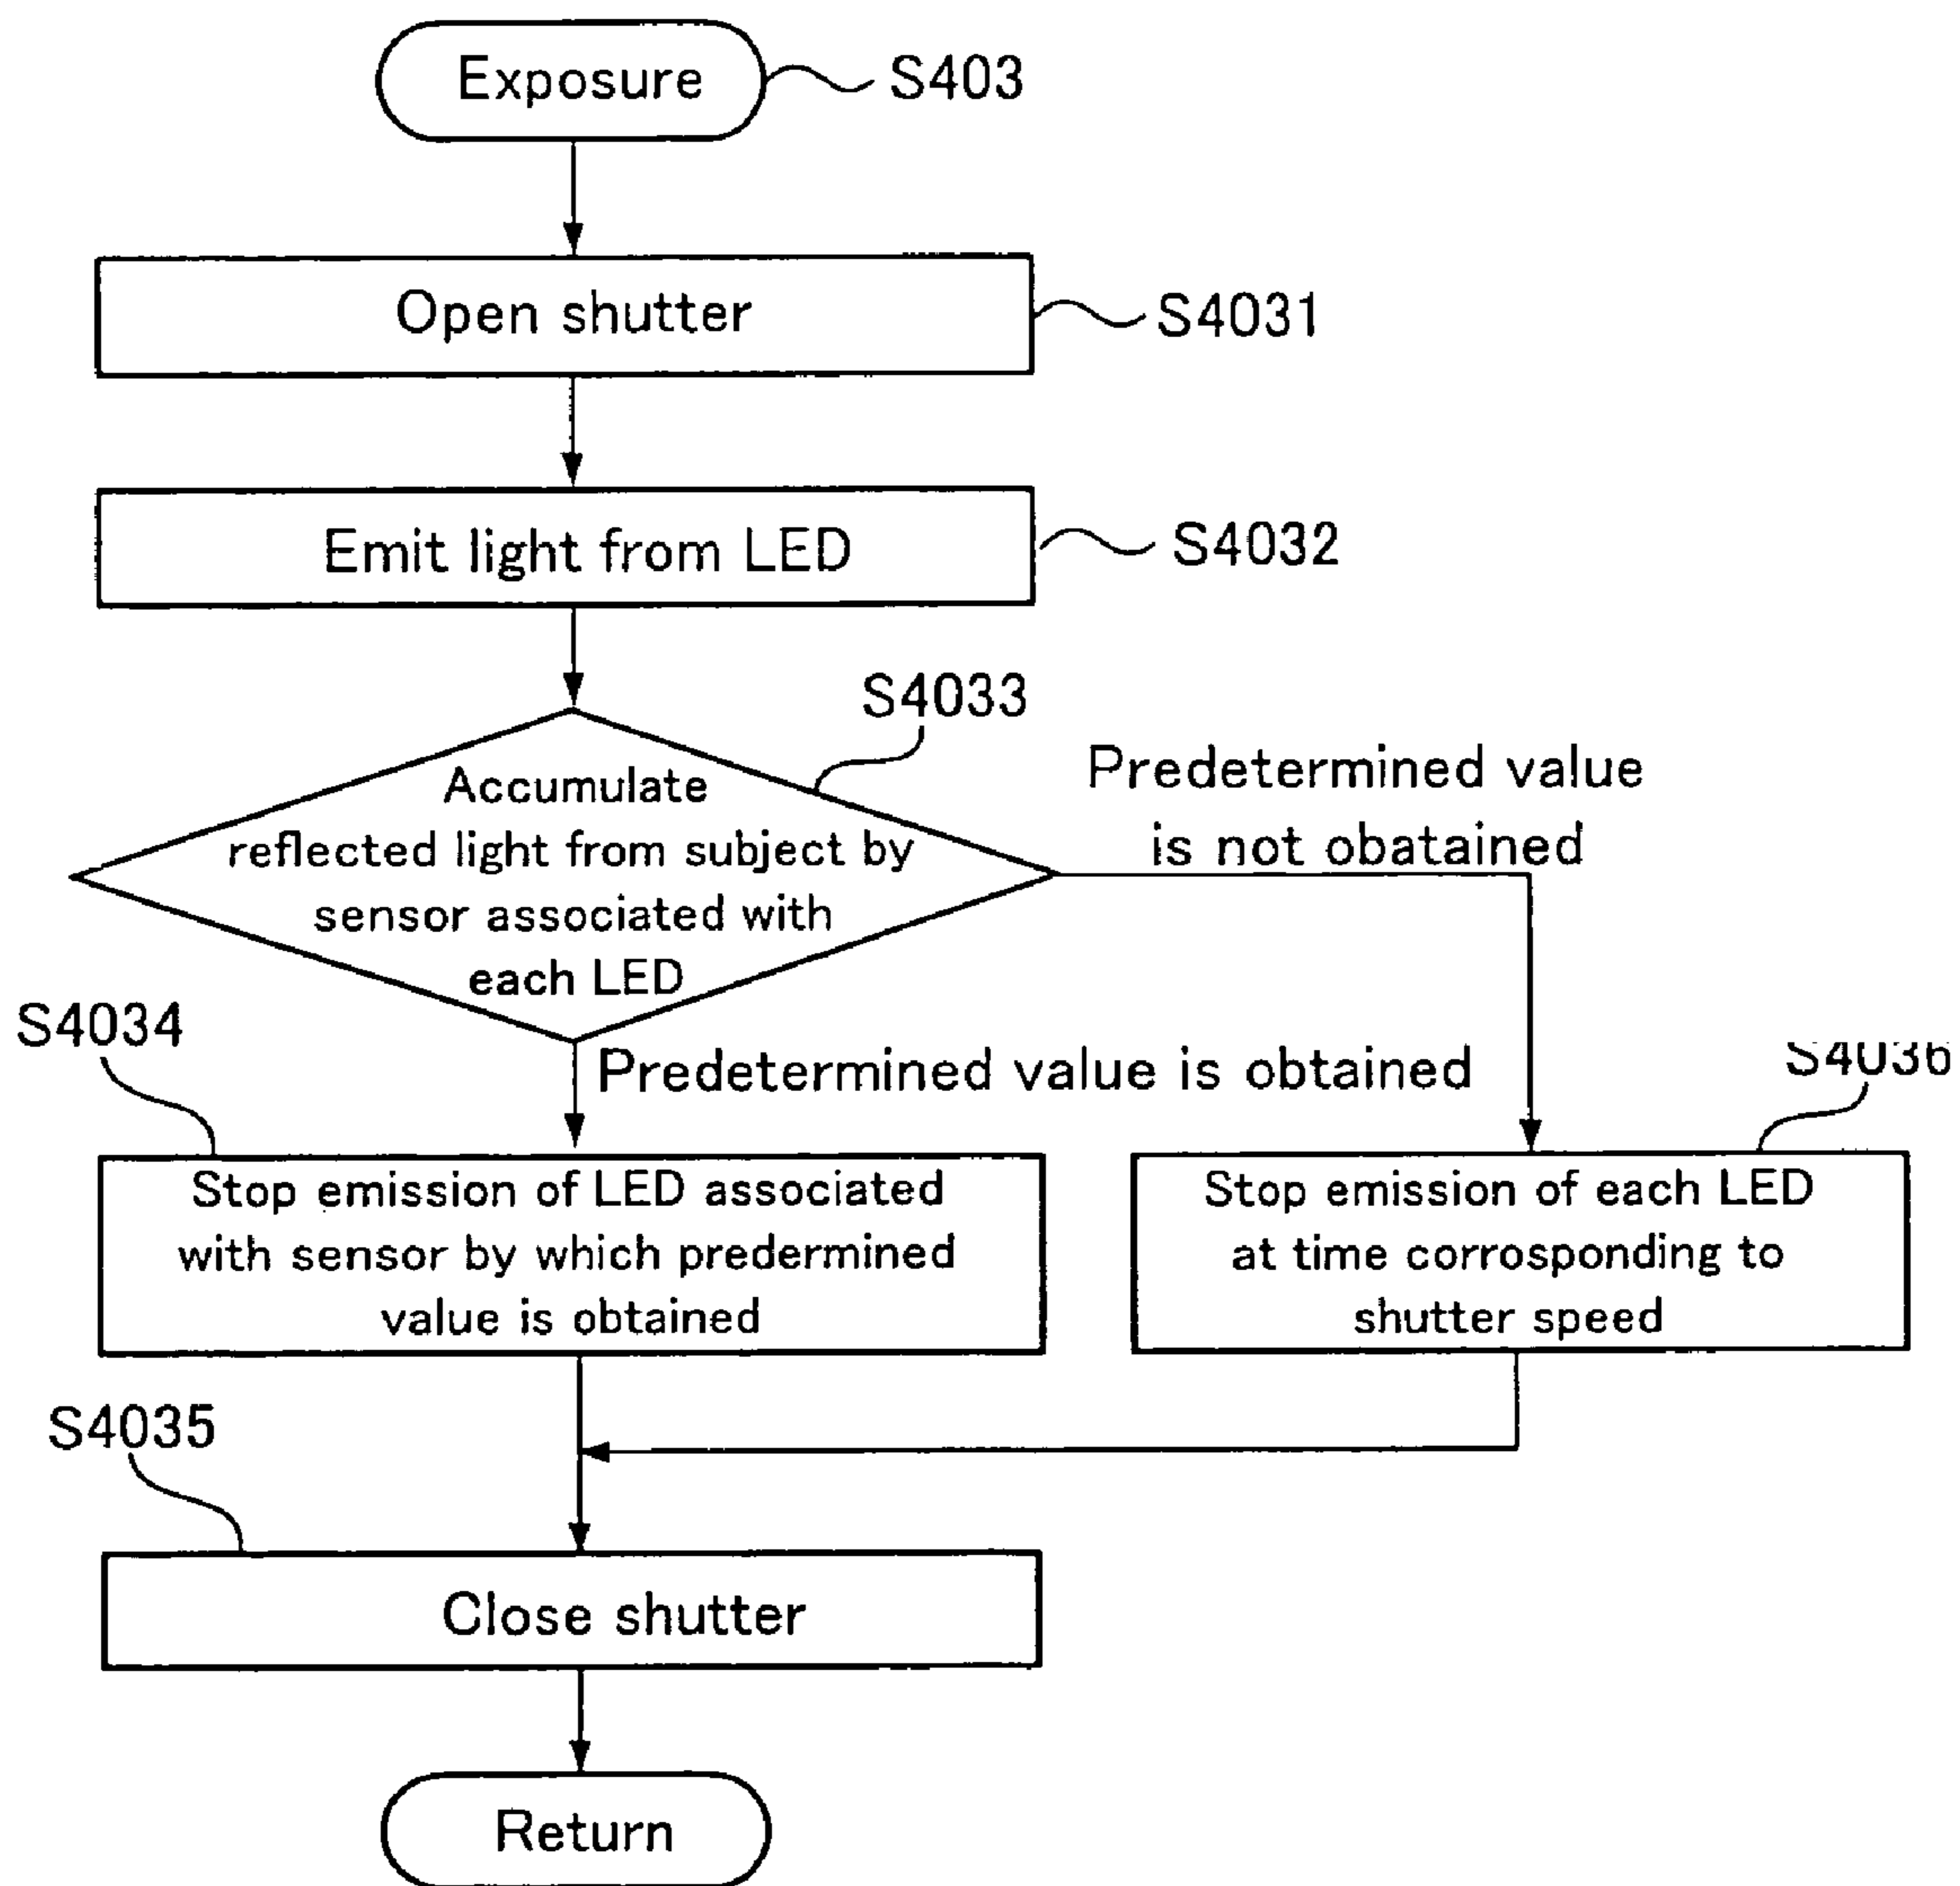 Exposure
S403
Open shutter
S4031
Emit light from LED
S4032
S4033
Accumulate
reflected light from subject by
sensor associated with
each LED
Predetermined value
is not obatained
S4034
Predetermined value is obtained
S4036
Stop emission of LED associated
with sensor by which predermined
value is obtained
Stop emission of each LED
at time corrosponding to
shutter speed
S4035
Close shutter
Return